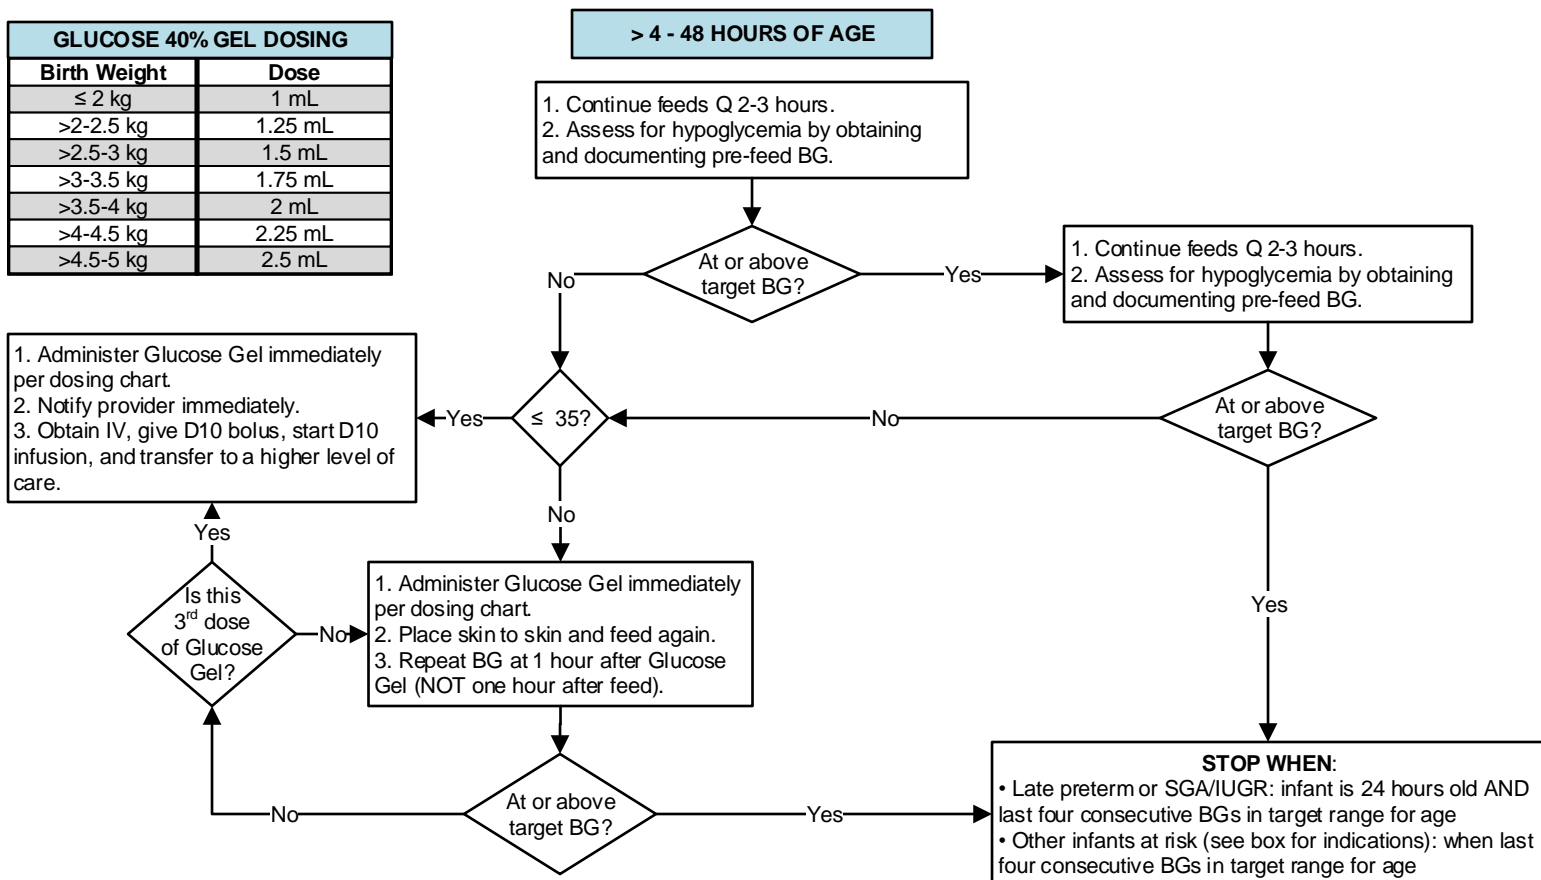 GLUCOSE 40% GEL DOSING
Birth Weight Dose
≤ 2 kg 1 mL
>2-2.5 kg 1.25 mL
>2.5-3 kg 1.5 mL
>3-3.5 kg 1.75 mL
>3.5-4 kg 2 mL
>4-4.5 kg 2.25 mL
>4.5-5 kg 2.5 mL
> 4 - 48 HOURS OF AGE
1. Continue feeds Q 2-3 hours.
2. Assess for hypoglycemia by obtaining
and documenting pre-feed BG.
At or above
target BG?
No
Yes
1. Continue feeds Q 2-3 hours.
2. Assess for hypoglycemia by obtaining
and documenting pre-feed BG.
At or above
target BG?
No
Yes
≤ 35?
Yes
No
1. Administer Glucose Gel immediately
per dosing chart.
2. Notify provider immediately.
3. Obtain IV, give D10 bolus, start D10
infusion, and transfer to a higher level of
care.
Yes
Is this
3rd dose
of Glucose
Gel?
No
1. Administer Glucose Gel immediately
per dosing chart.
2. Place skin to skin and feed again.
3. Repeat BG at 1 hour after Glucose
Gel (NOT one hour after feed).
At or above
target BG?
No
Yes
STOP WHEN:
• Late preterm or SGA/IUGR: infant is 24 hours old AND
last four consecutive BGs in target range for age
• Other infants at risk (see box for indications): when last
four consecutive BGs in target range for age